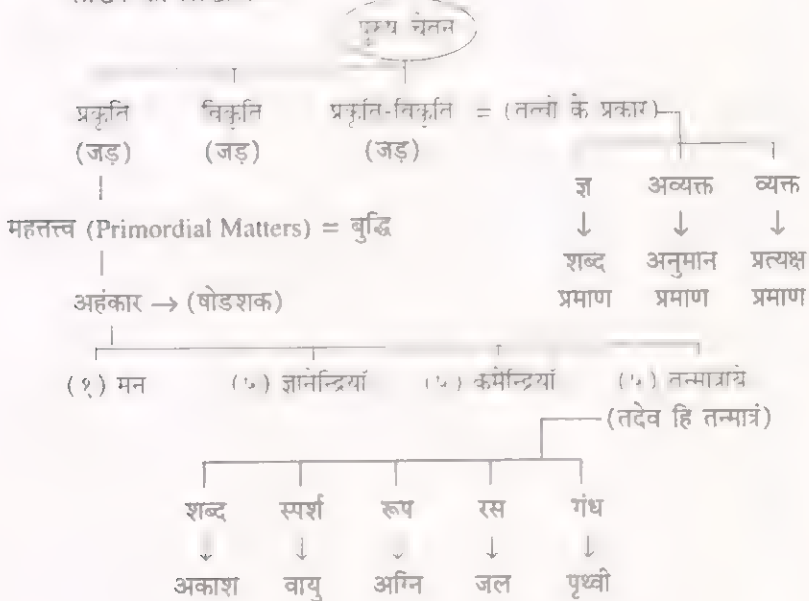 पुरुष चेतन
प्रकृति विकृति प्रकृति-विकृति = (तत्वों के प्रकार)
(जड़) (जड़) (जड़)
ज्ञ अव्यक्त व्यक्त
महत्तत्त्व (Primordial Matters) = बुद्धि
शब्द अनुमान प्रत्यक्ष
अहंकार → (षोडशक)
प्रमाण प्रमाण प्रमाण
(१) मन (५) ज्ञानेन्द्रियाँ (५) कर्मेन्द्रियाँ (५) तन्मात्रायें
(तदेव हि तन्मात्रं)
शब्द स्पर्श रूप रस गंध
अकाश वायु अग्नि जल पृथ्वी